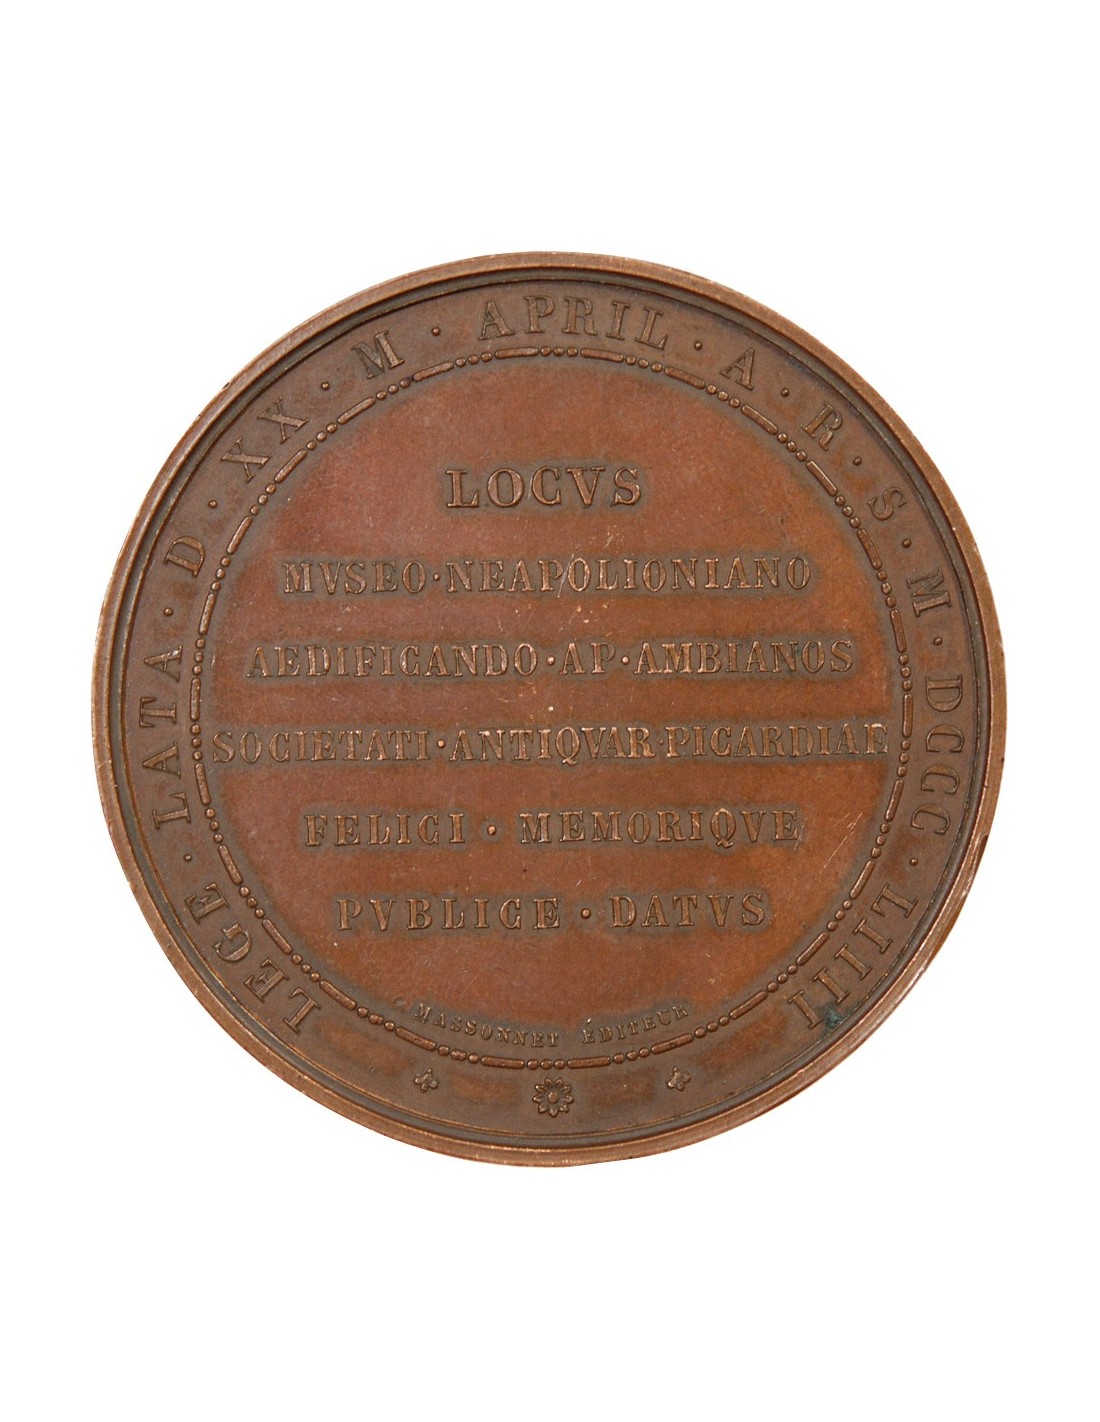 LEGE · LATA · D · XX · M · APRIL · A · R · S · M · DCCC · LIIII
LOCVS
MVSEO · NEAPOLIONIANO
AEDIFICANDO · AP · AMBIANOS
SOCIETATI · ANTIQVAR · PICARDIAE
FELICI · MEMORIQVE
PVBLICE · DATVS
MASSONNET ÉDITEUR